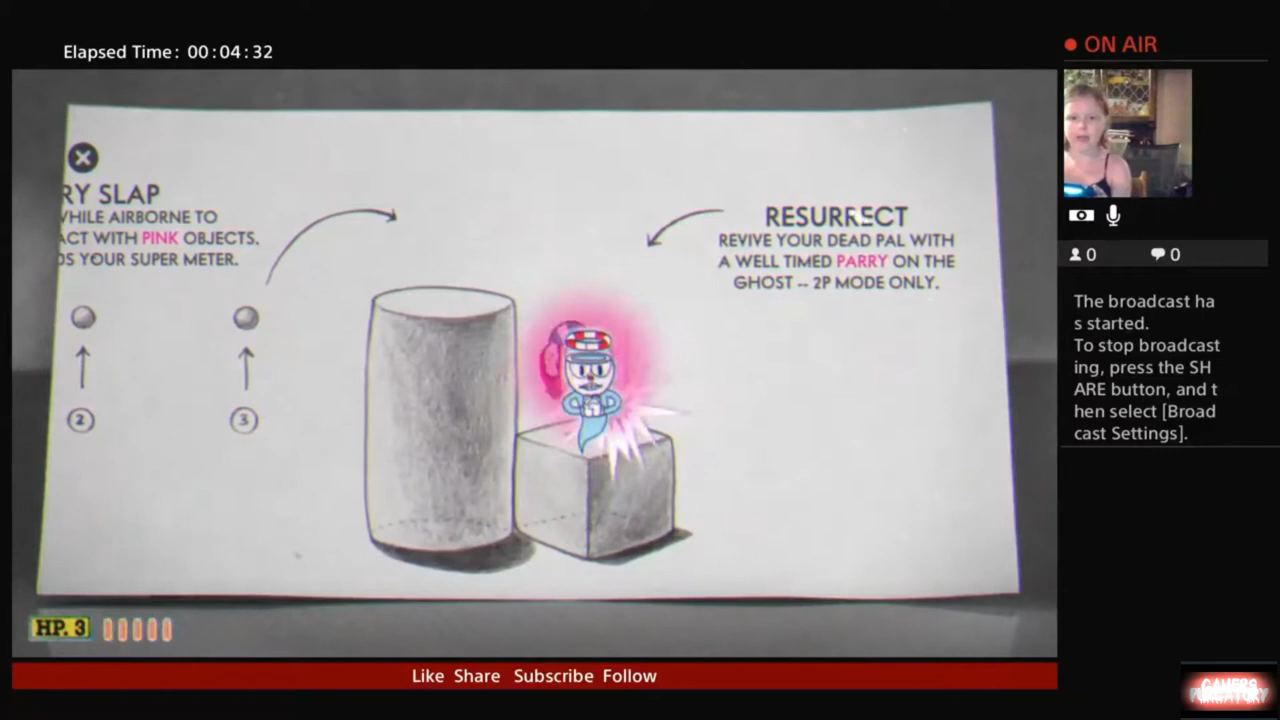 Elapsed Time: 00:04:32
ON AIR
RY SLAP
WHILE AIRBORNE TO
ACT WITH PINK OBJECTS.
DS YOUR SUPER METER.
2
3
RESURRECT
REVIVE YOUR DEAD PAL WITH
A WELL TIMED PARRY ON THE
GHOST -- 2P MODE ONLY.
HP. 3
0
0
The broadcast ha
s started.
To stop broadcast
ing, press the SH
ARE button, and t
hen select [Broad
cast Settings].
Like Share Subscribe Follow
GAMERS
PURGATORY